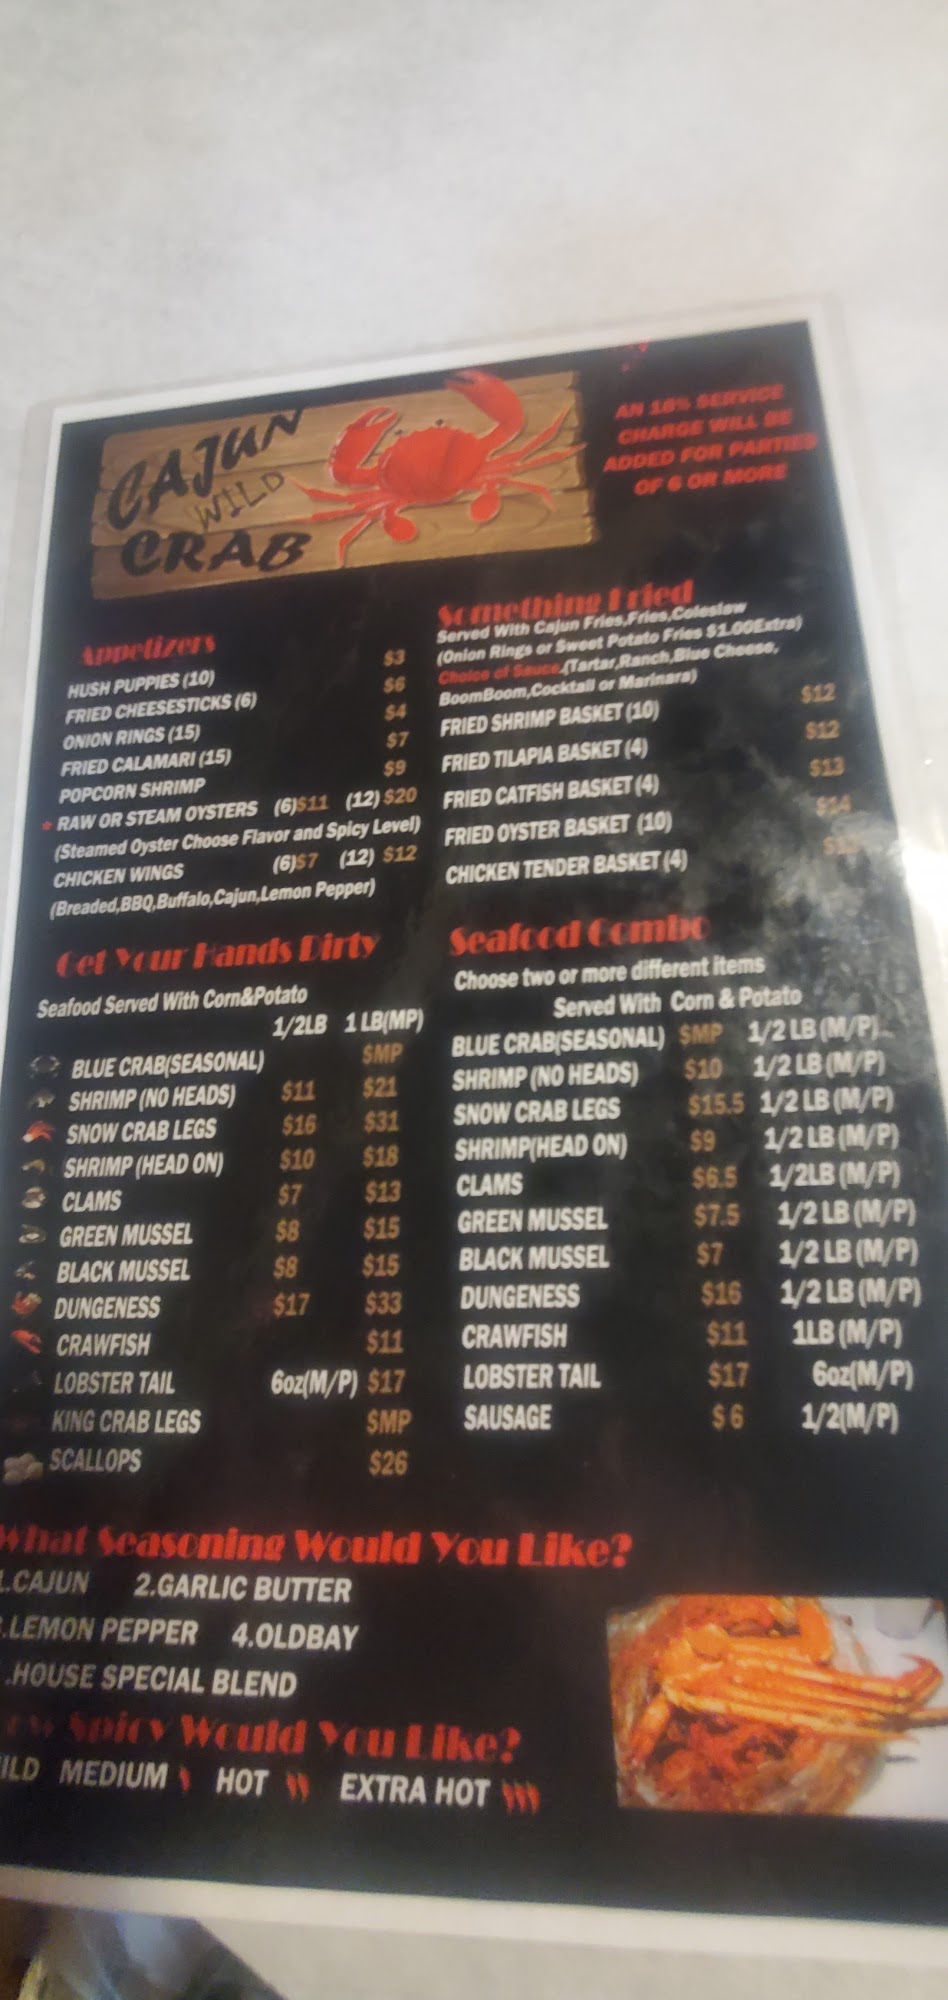 CAJUN
WILD
CRAB
AN 18% SERVICE
CHARGE WILL BE
ADDED FOR PARTIES
OF 6 OR MORE
Appetizers
HUSH PUPPIES (10) $3
FRIED CHEESESTICKS (6) $6
ONION RINGS (15) $4
FRIED CALAMARI (15) $7
POPCORN SHRIMP $9
* RAW OR STEAM OYSTERS (6)$11 (12) $20
(Steamed Oyster Choose Flavor and Spicy Level)
CHICKEN WINGS (6)$7 (12) $12
(Breaded,BBQ,Buffalo,Cajun,Lemon Pepper)
Something Fried
Served With Cajun Fries,Fries,Coleslaw
(Onion Rings or Sweet Potato Fries $1.00Extra)
Choice of Sauce.(Tartar,Ranch,Blue Cheese,
BoomBoom,Cocktail or Marinara)
FRIED SHRIMP BASKET (10) $12
FRIED TILAPIA BASKET (4) $12
FRIED CATFISH BASKET (4) $13
FRIED OYSTER BASKET (10) $14
CHICKEN TENDER BASKET (4)
Get Your Hands Dirty
Seafood Served With Corn&Potato
1/2LB 1 LB(MP)
BLUE CRAB(SEASONAL) $MP
SHRIMP (NO HEADS) $11 $21
SNOW CRAB LEGS $16 $31
SHRIMP (HEAD ON) $10 $18
CLAMS $7 $13
GREEN MUSSEL $8 $15
BLACK MUSSEL $8 $15
DUNGENESS $17 $33
CRAWFISH $11
LOBSTER TAIL 6oz(M/P) $17
KING CRAB LEGS $MP
SCALLOPS $26
Seafood Combo
Choose two or more different items
Served With Corn & Potato
BLUE CRAB(SEASONAL) $MP 1/2 LB (M/P)
SHRIMP (NO HEADS) $10 1/2 LB (M/P)
SNOW CRAB LEGS $15.5 1/2 LB (M/P)
SHRIMP(HEAD ON) $9 1/2 LB (M/P)
CLAMS $6.5 1/2LB (M/P)
GREEN MUSSEL $7.5 1/2 LB (M/P)
BLACK MUSSEL $7 1/2 LB (M/P)
DUNGENESS $16 1/2 LB (M/P)
CRAWFISH $11 1LB (M/P)
LOBSTER TAIL $17 6oz(M/P)
SAUSAGE $6 1/2(M/P)
What Seasoning Would You Like?
.CAJUN 2.GARLIC BUTTER
.LEMON PEPPER 4.OLDBAY
.HOUSE SPECIAL BLEND
ow Spicy Would You Like?
ILD MEDIUM HOT EXTRA HOT